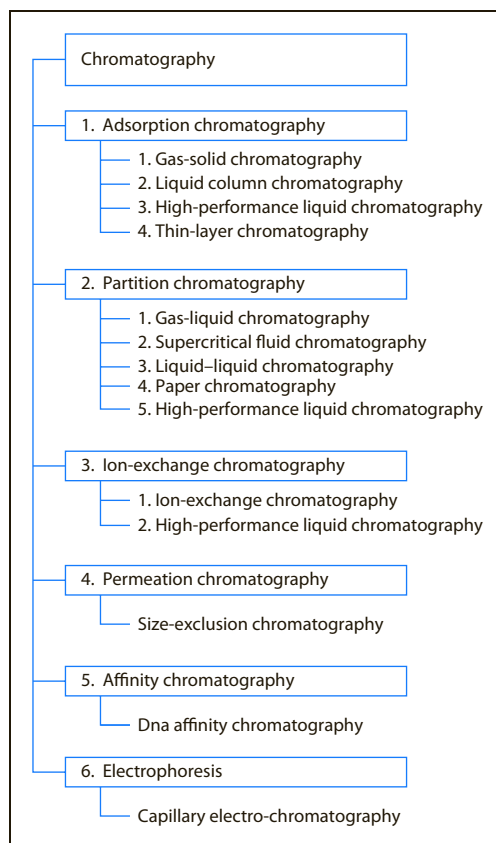 Chromatography
1. Adsorption chromatography
1. Gas-solid chromatography
2. Liquid column chromatography
3. High-performance liquid chromatography
4. Thin-layer chromatography
2. Partition chromatography
1. Gas-liquid chromatography
2. Supercritical fluid chromatography
3. Liquid–liquid chromatography
4. Paper chromatography
5. High-performance liquid chromatography
3. Ion-exchange chromatography
1. Ion-exchange chromatography
2. High-performance liquid chromatography
4. Permeation chromatography
Size-exclusion chromatography
5. Affinity chromatography
Dna affinity chromatography
6. Electrophoresis
Capillary electro-chromatography